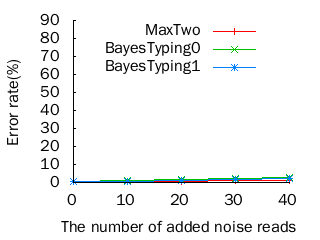 Error rate(%)
90
80
70
60
50
40
30
20
10
0
MaxTwo
BayesTyping0
BayesTyping1
0 10 20 30 40
The number of added noise reads